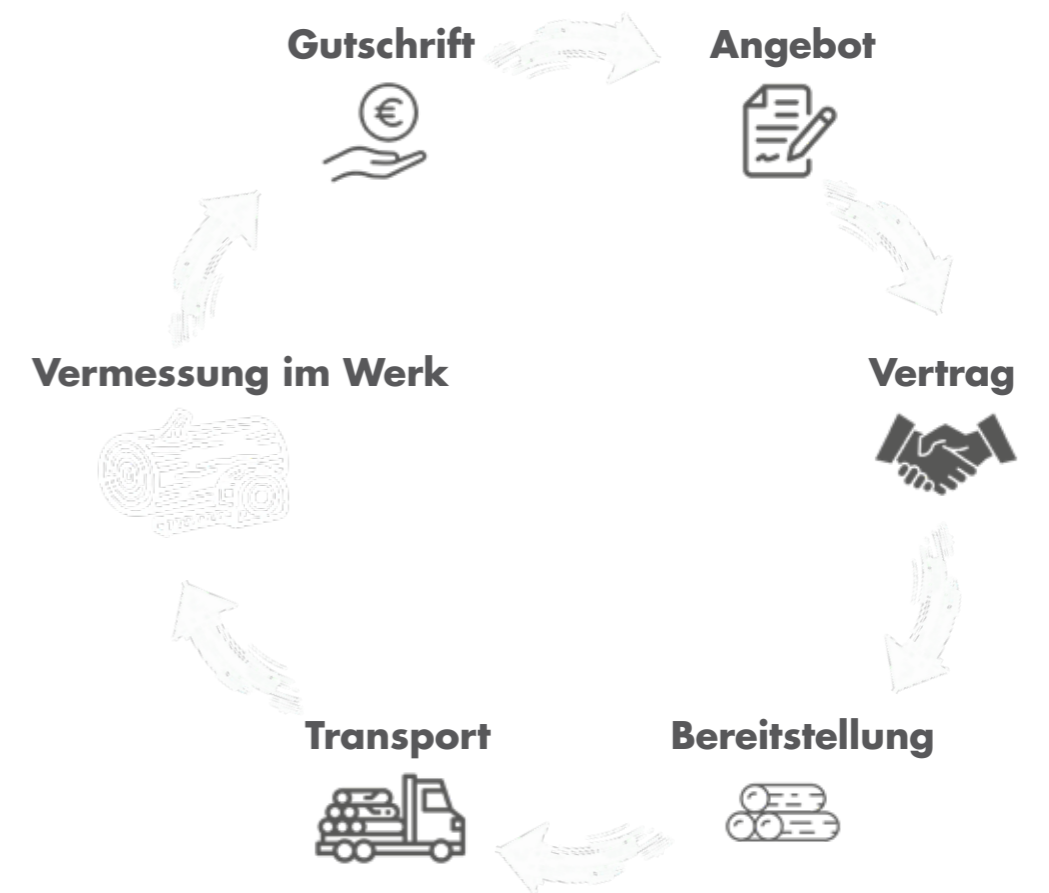 Gutschrift
Angebot
Vermessung im Werk
Vertrag
Transport
Bereitstellung